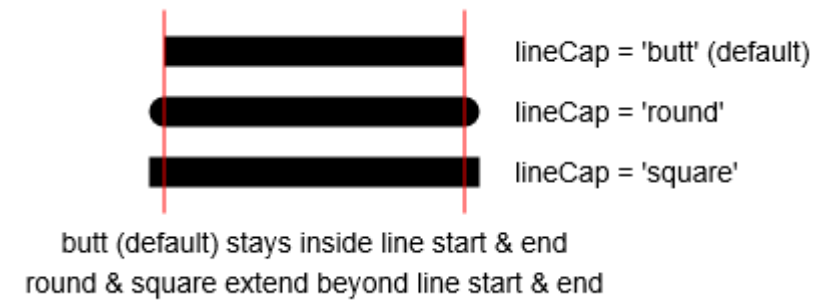 lineCap = 'butt' (default)
lineCap = 'round'
lineCap = 'square'
butt (default) stays inside line start & end
round & square extend beyond line start & end